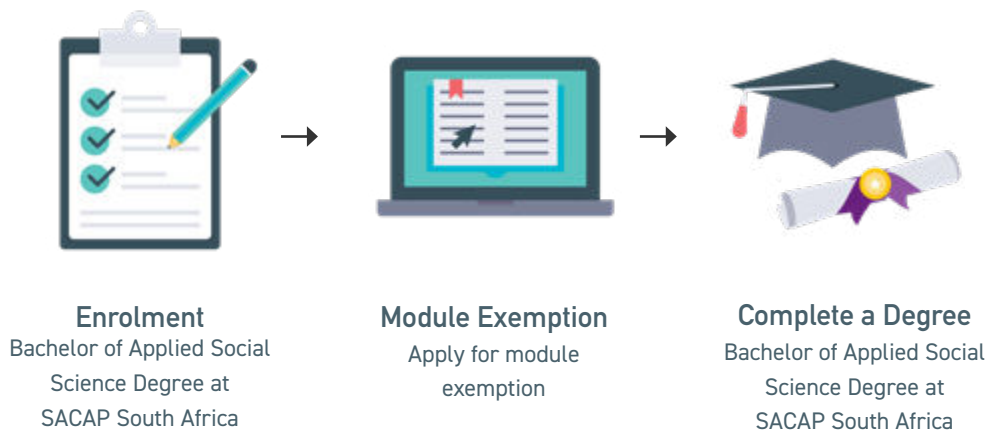 Enrolment
Bachelor of Applied Social
Science Degree at
SACAP South Africa
Module Exemption
Apply for module
exemption
Complete a Degree
Bachelor of Applied Social
Science Degree at
SACAP South Africa